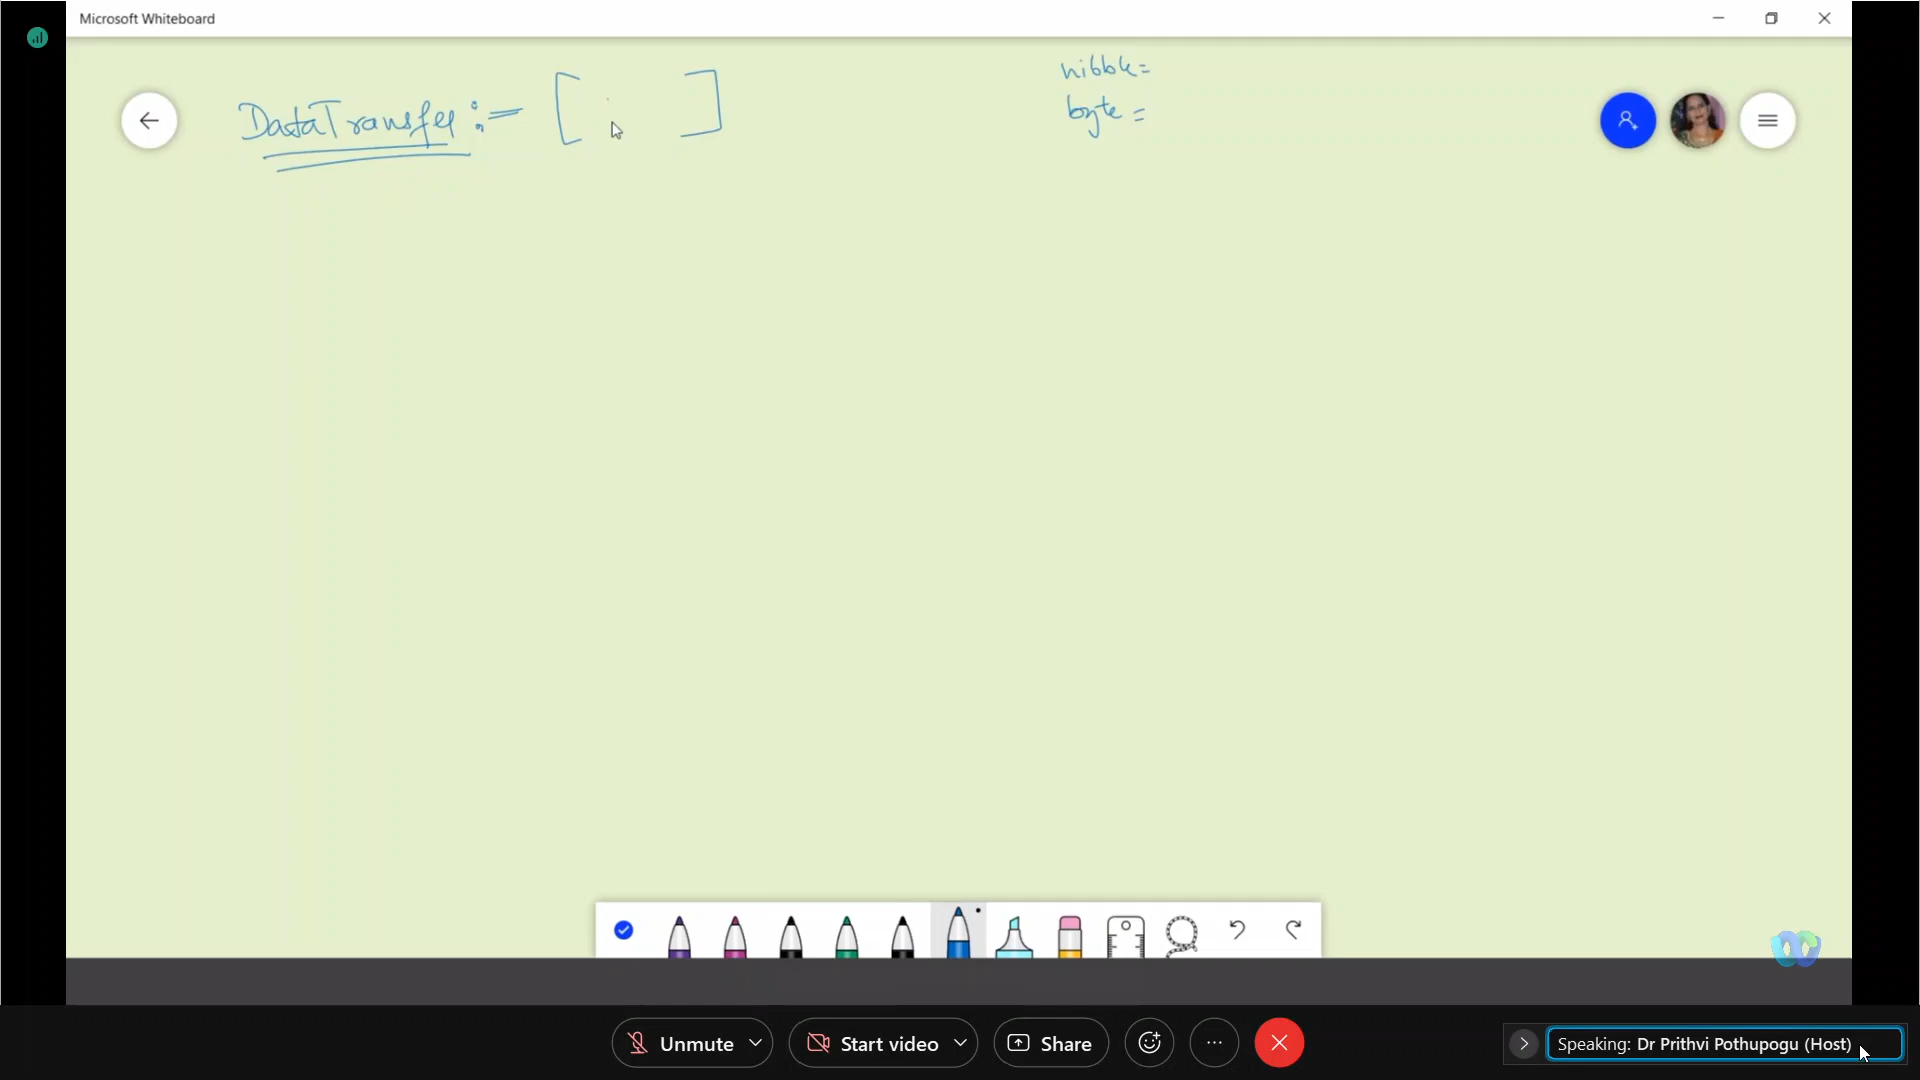 Microsoft Whiteboard
nibble=
DataTransfer:= [ ]
byte =
Unmute
Start video
Share
Speaking: Dr Prithvi Pothupogu (Host)